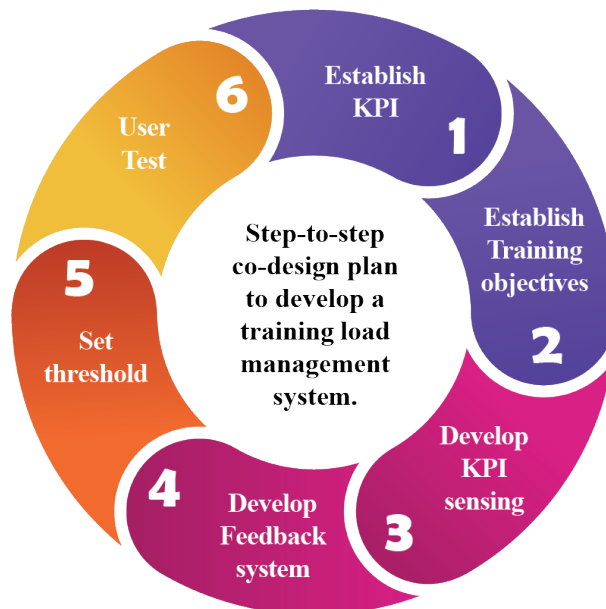 Establish
KPI
1
Establish
Training
objectives
2
Develop
KPI
sensing
3
Develop
Feedback
system
4
Set
threshold
5
User
Test
6
Step-to-step
co-design plan
to develop a
training load
management
system.